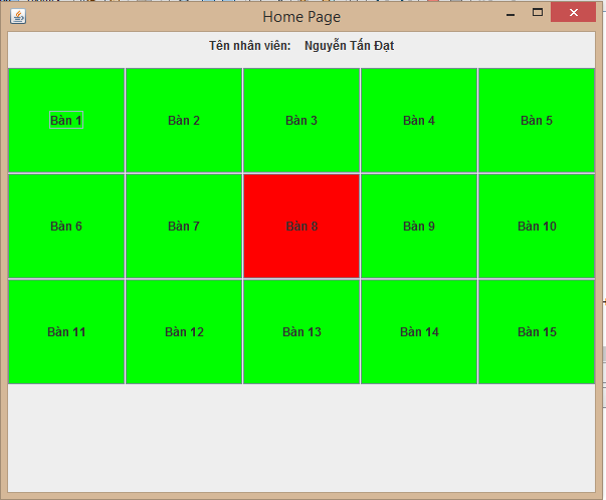 Home Page
Tên nhân viên: Nguyễn Tấn Đạt
Bàn 1 Bàn 2 Bàn 3 Bàn 4 Bàn 5
Bàn 6 Bàn 7 Bàn 8 Bàn 9 Bàn 10
Bàn 11 Bàn 12 Bàn 13 Bàn 14 Bàn 15